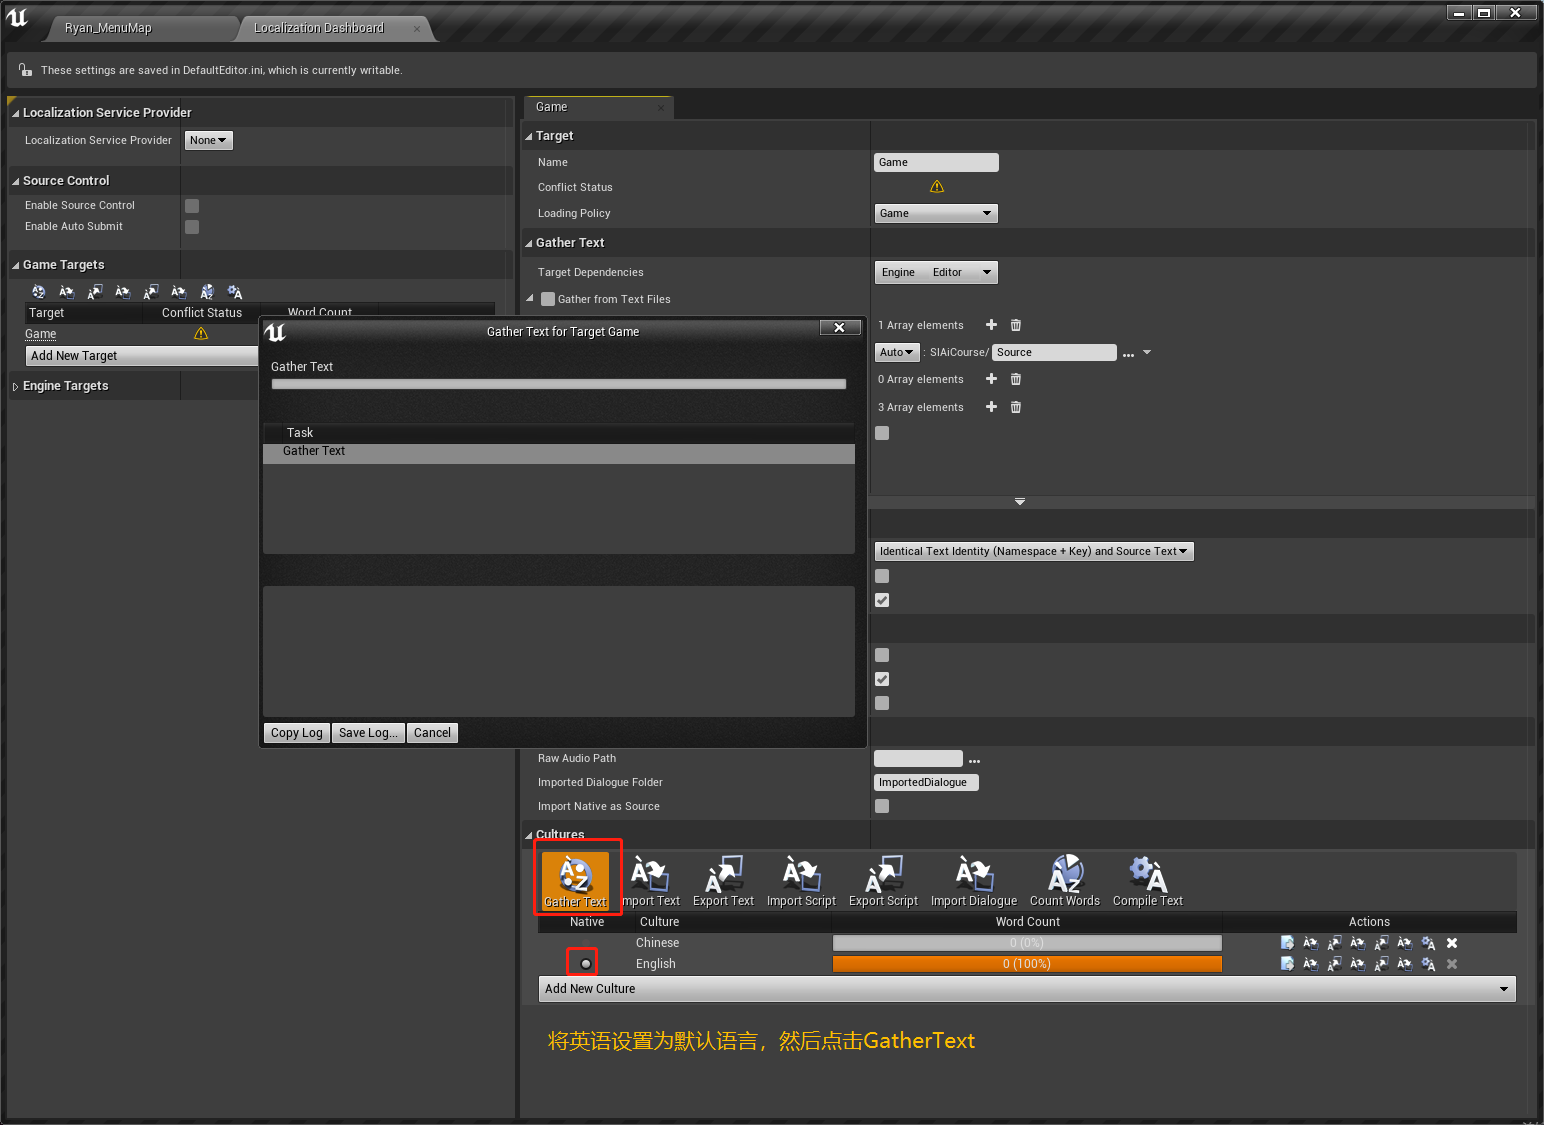 Ryan_MenuMap
Localization Dashboard
These settings are saved in DefaultEditor.ini, which is currently writable.
Localization Service Provider
Localization Service Provider None
Source Control
Enable Source Control
Enable Auto Submit
Game Targets
Target Conflict Status Word Count
Game
Add New Target
Engine Targets
Game
Target
Name Game
Conflict Status
Loading Policy Game
Gather Text
Target Dependencies Engine Editor
Gather from Text Files
1 Array elements
Auto : SlAiCourse/ Source ...
0 Array elements
3 Array elements
Identical Text Identity (Namespace + Key) and Source Text
Gather Text for Target Game
Gather Text
Task
Gather Text
Copy Log Save Log... Cancel
Raw Audio Path ...
Imported Dialogue Folder ImportedDialogue
Import Native as Source
Cultures
Gather Text mport Text Export Text Import Script Export Script Import Dialogue Count Words Compile Text
Native Culture Word Count Actions
Chinese 0 (0%)
English 0 (100%)
Add New Culture
将英语设置为默认语言，然后点击GatherText